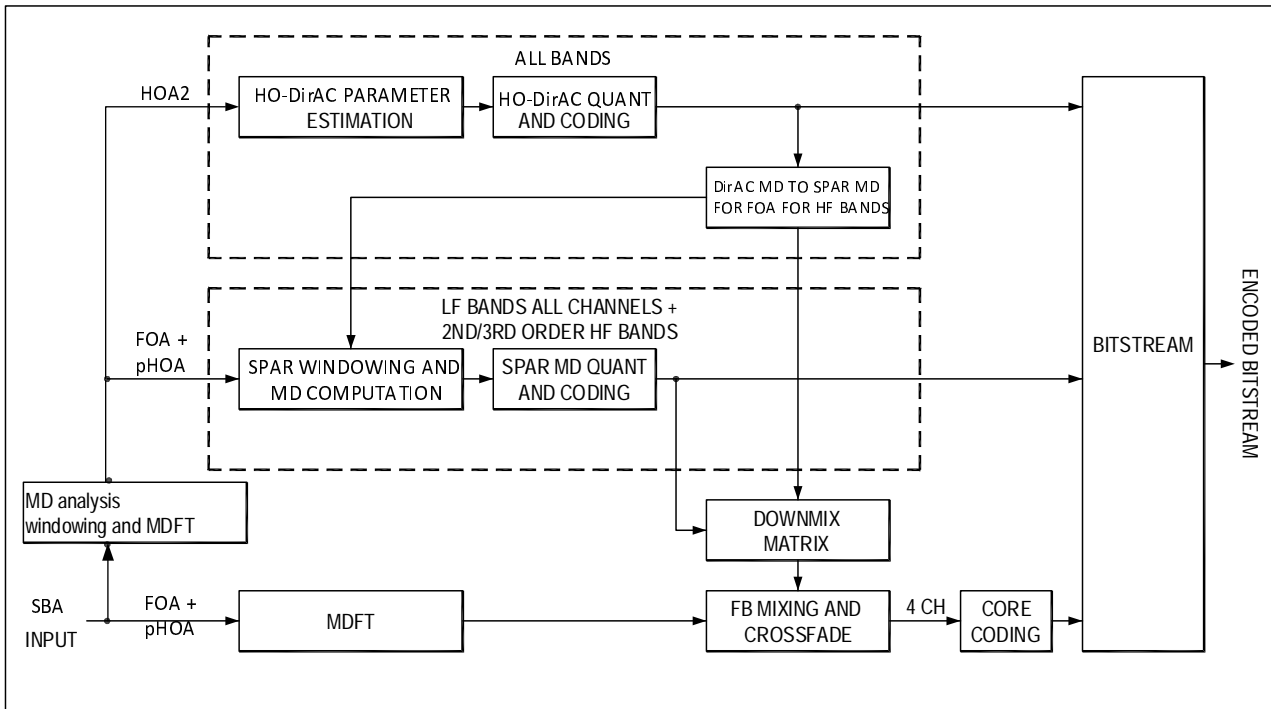 ALL BANDS
HOA2
HO-DirAC PARAMETER
ESTIMATION
HO-DirAC QUANT
AND CODING
DirAC MD TO SPAR MD
FOR FOA FOR HF BANDS
LF BANDS ALL CHANNELS +
2ND/3RD ORDER HF BANDS
FOA +
pHOA
SPAR WINDOWING AND
MD COMPUTATION
SPAR MD QUANT
AND CODING
BITSTREAM
ENCODED BITSTREAM
MD analysis
windowing and MDFT
DOWNMIX
MATRIX
SBA
INPUT
FOA +
pHOA
MDFT
FB MIXING AND
CROSSFADE
4 CH
CORE
CODING